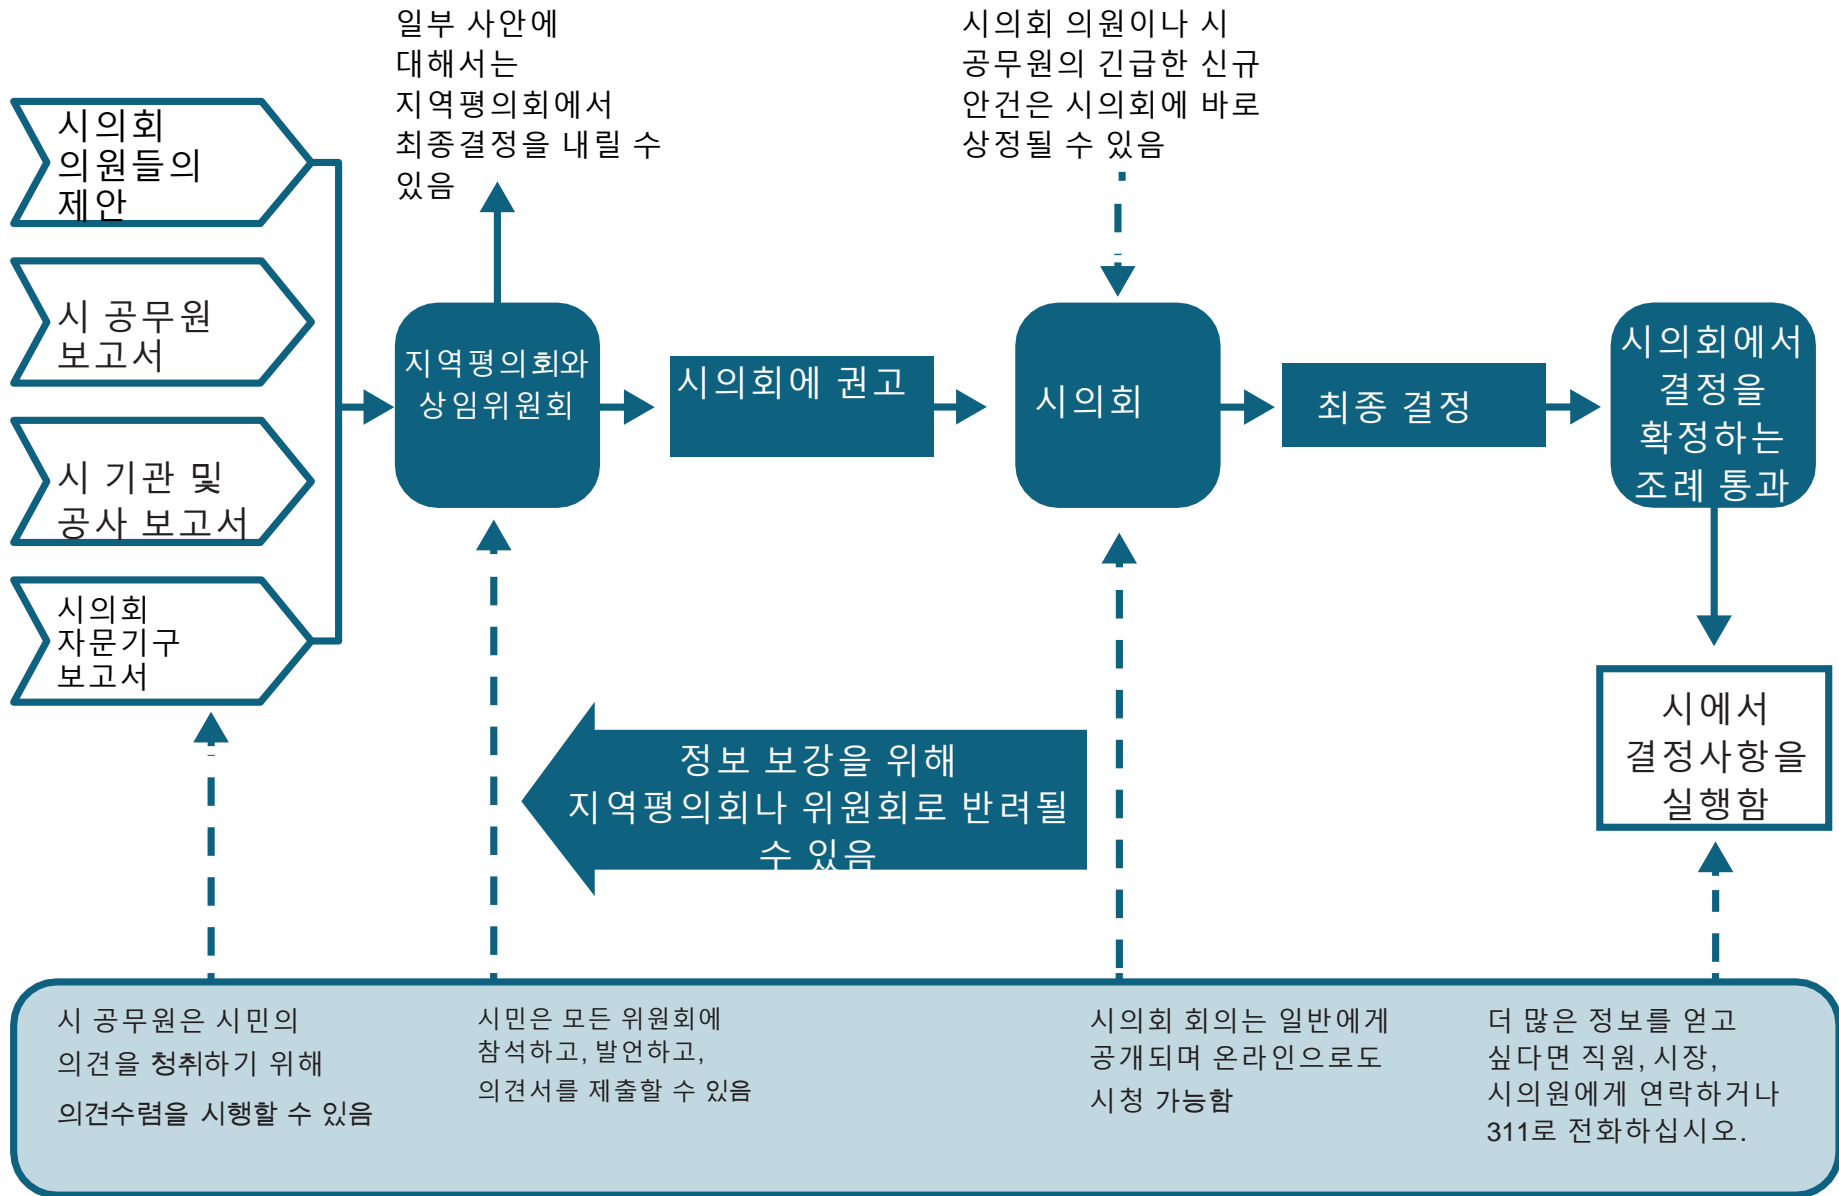 일부 사안에
대해서는
지역평의회에서
최종결정을 내릴 수
있음
시의회 의원이나 시
공무원의 긴급한 신규
안건은 시의회에 바로
상정될 수 있음
시의회
의원들의
제안
시 공무원
보고서
시 기관 및
공사 보고서
시의회
자문기구
보고서
지역평의회와
상임위원회
시의회에 권고
시의회
최종 결정
시의회에서
결정을
확정하는
조례 통과
정보 보강을 위해
지역평의회나 위원회로 반려될
수 있음
시에서
결정사항을
실행함
시 공무원은 시민의
의견을 청취하기 위해
의견수렴을 시행할 수 있음
시민은 모든 위원회에
참석하고, 발언하고,
의견서를 제출할 수 있음
시의회 회의는 일반에게
공개되며 온라인으로도
시청 가능함
더 많은 정보를 얻고
싶다면 직원, 시장,
시의원에게 연락하거나
311로 전화하십시오.